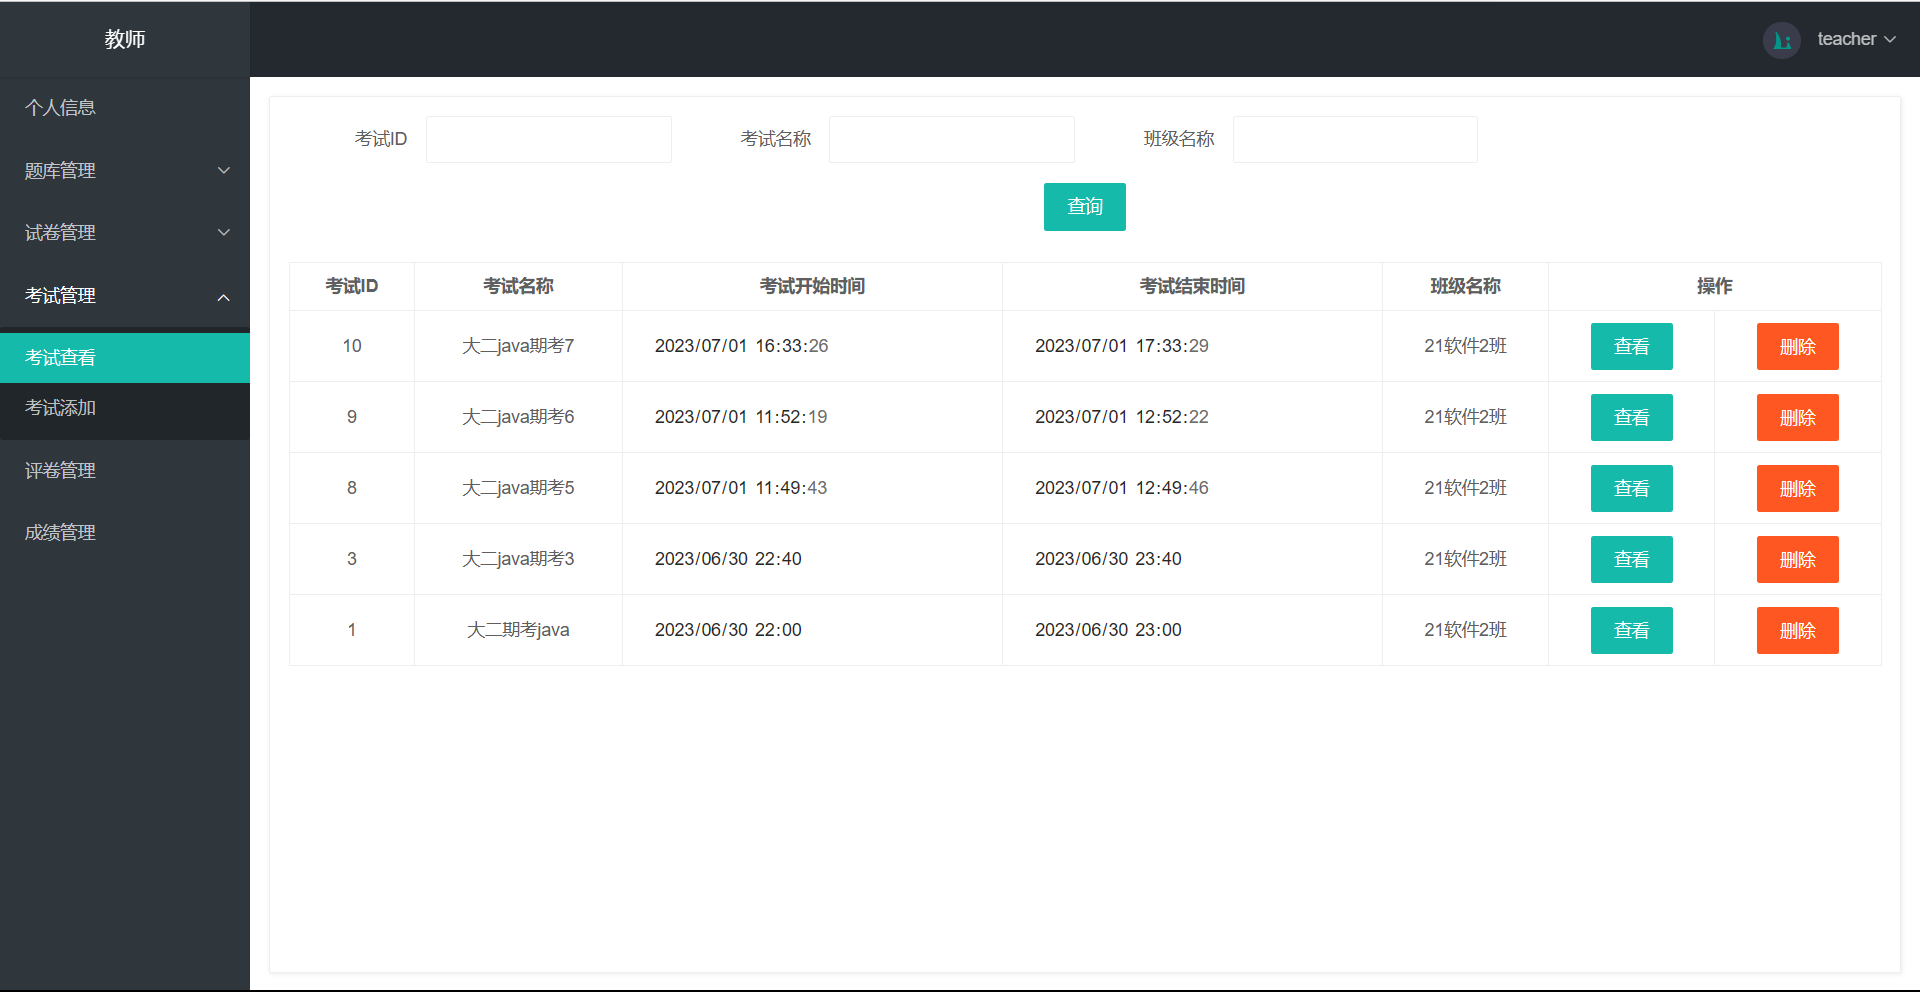 教师
teacher
个人信息
题库管理
试卷管理
考试管理
考试查看
考试添加
评卷管理
成绩管理
考试ID 考试名称 班级名称
查询
考试ID 考试名称 考试开始时间 考试结束时间 班级名称 操作
10 大二java期考7 2023/07/01 16:33:26 2023/07/01 17:33:29 21软件2班 查看 删除
9 大二java期考6 2023/07/01 11:52:19 2023/07/01 12:52:22 21软件2班 查看 删除
8 大二java期考5 2023/07/01 11:49:43 2023/07/01 12:49:46 21软件2班 查看 删除
3 大二java期考3 2023/06/30 22:40 2023/06/30 23:40 21软件2班 查看 删除
1 大二期考java 2023/06/30 22:00 2023/06/30 23:00 21软件2班 查看 删除